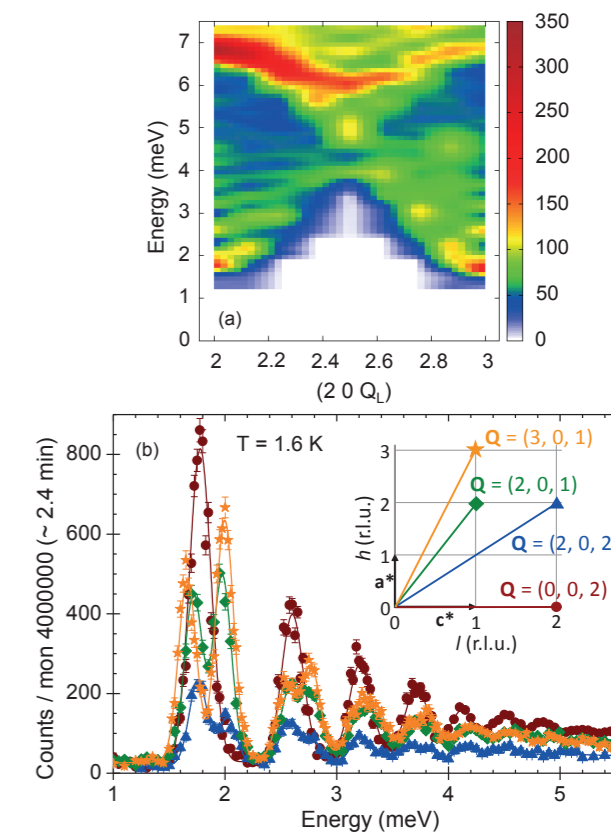 7
6
5
4
3
2
1
0
Energy (meV)
(a)
2 2.2 2.4 2.6 2.8 3
(2 0 Q_L)
350
300
250
200
150
100
50
0
(b)
T = 1.6 K
800
600
400
200
0
Counts / mon 4000000 (~ 2.4 min)
1 2 3 4 5
Energy (meV)
3
2
1
0
h (r.l.u.)
a*
c*
0 1 2
l (r.l.u.)
Q = (3, 0, 1)
Q = (2, 0, 1)
Q = (2, 0, 2
Q = (0, 0, 2)